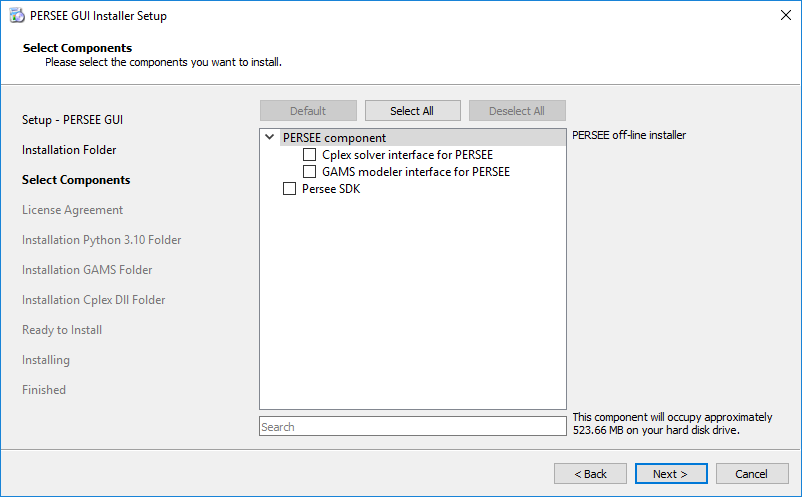 PERSEE GUI Installer Setup
Select Components
Please select the components you want to install.
Setup - PERSEE GUI
Installation Folder
Select Components
License Agreement
Installation Python 3.10 Folder
Installation GAMS Folder
Installation Cplex Dll Folder
Ready to Install
Installing
Finished
Default
Select All
Deselect All
PERSEE component
Cplex solver interface for PERSEE
GAMS modeler interface for PERSEE
Persee SDK
Search
PERSEE off-line installer
This component will occupy approximately
523.66 MB on your hard disk drive.
< Back
Next >
Cancel